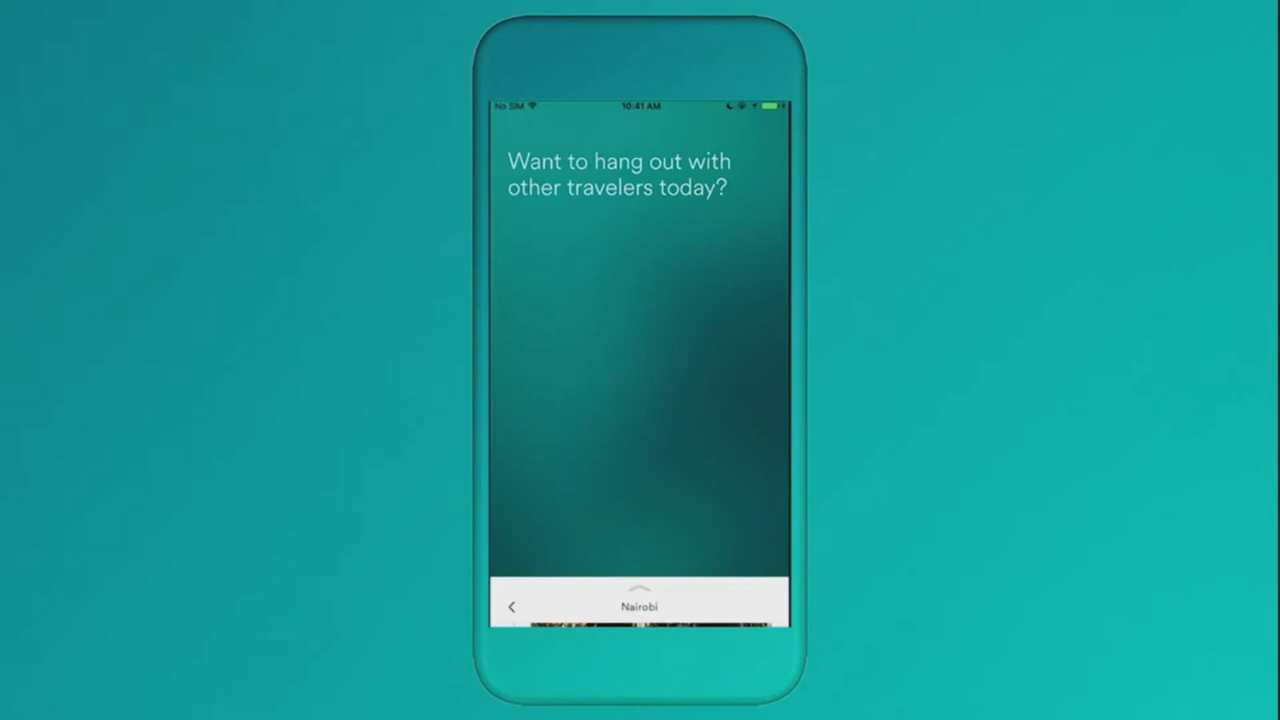 No SIM
10:41 AM
Want to hang out with
other travelers today?
Nairobi